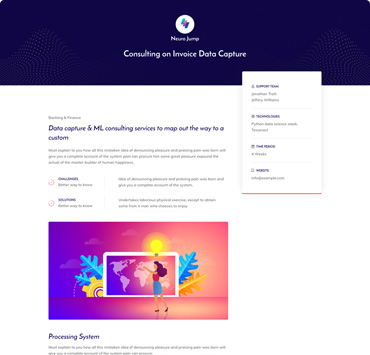 Neuro Jump
Consulting on Invoice Data Capture
SUPPORT TEAM
Jonathan Trott
Jeffery Williams
TECHNOLOGIES
Python data science stack,
Tesseract
TIME PERIOD
6 Weeks
WEBSITE
info@example.com
Banking & Finance
Data capture & ML consulting services to map out the way to a
custom
Must explain to you how all this mistaken idea of denouncing pleasure and praising pain was born will
give you a complete account of the system pain can procure him some great pleasure expound the
actual of the master builder of human happiness
CHALLENGES
Better way to know
Idea of denouncing pleasure and praising pain was born and
give you a complete account of the system.
SOLUTIONS
Better way to know
Undertakes laborious physical exercise, except to obtain
some from it man who chooses to enjoy.
Processing System
Must explain to you how all this mistaken idea of denouncing pleasure and praising pain was born will
give you a complete account of the system pain can procure.